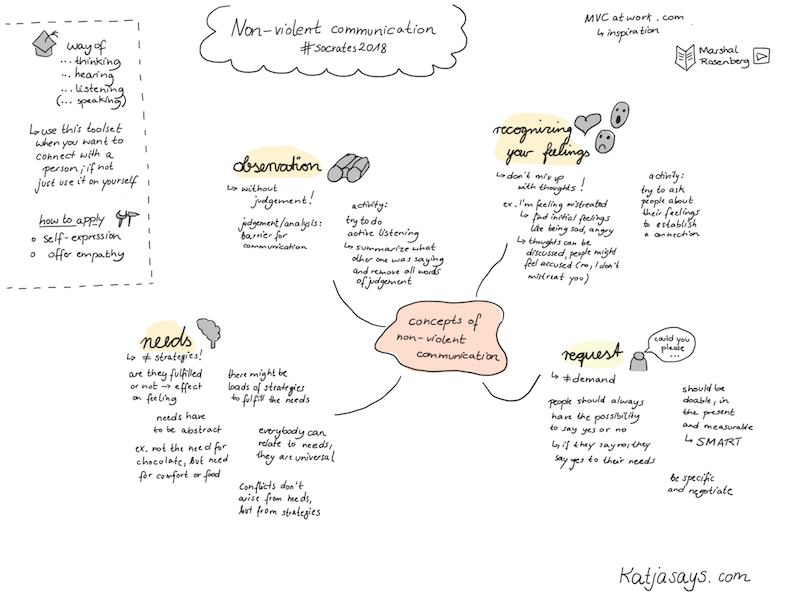 Non-violent communication
#socrates2018
MVCatwork.com
↳ inspiration
Marshal
Rosenberg
way of
... thinking
... hearing
... listening
(... speaking)
↳ use this toolset
when you want to
connect with a
person; if not
just use it on yourself
how to apply
o self-expression
o offer empathy
observation
↳ without
judgement!
judgement/analysis:
barrier for
communication
activity:
try to do
active listening
↳ summarize what
other one was saying
and remove all words
of judgement
recognizing
your feelings
↳ don't mix up
with thoughts!
ex. I'm feeling mistreated
↳ find initial feelings
like being sad, angry
↳ thoughts can be
discussed, people might
feel accused (no, I don't
mistreat you)
activity:
try to ask
people about
their feelings
to establish
a connection
concepts of
non-violent
communication
needs
↳ ≠ strategies!
are they fulfilled
or not → effect
on feeling
needs have
to be abstract
ex. not the need for
chocolate, but need
for comfort or food
there might be
loads of strategies
to fulfill the needs
everybody can
relate to needs,
they are universal
conflicts don't
arise from needs,
but from strategies
request
could you
please
...
↳ ≠ demand
people should always
have the possibility
to say yes or no
↳ if they say no, they
say yes to their needs
should be
doable, in
the present
and measurable
↳ SMART
be specific
and negotiate
Katjasays.com